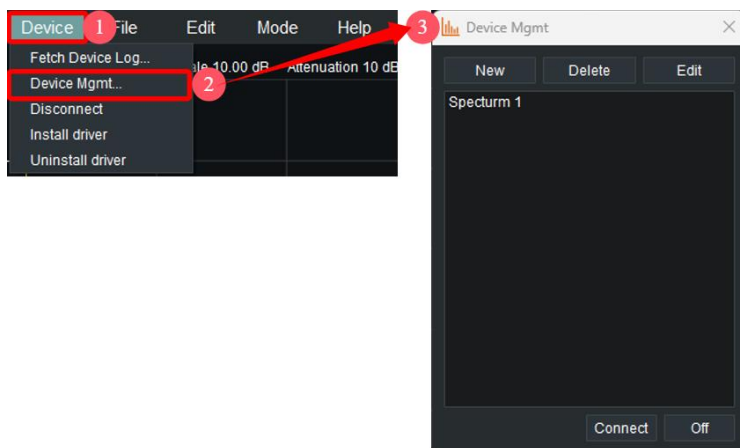 Device 1 File Edit Mode Help
Fetch Device Log...
Device Mgmt... 2
Disconnect
Install driver
Uninstall driver
10.00 dB Attenuation 10 dB
3 Device Mgmt
New Delete Edit
Specturm 1
Connect Off